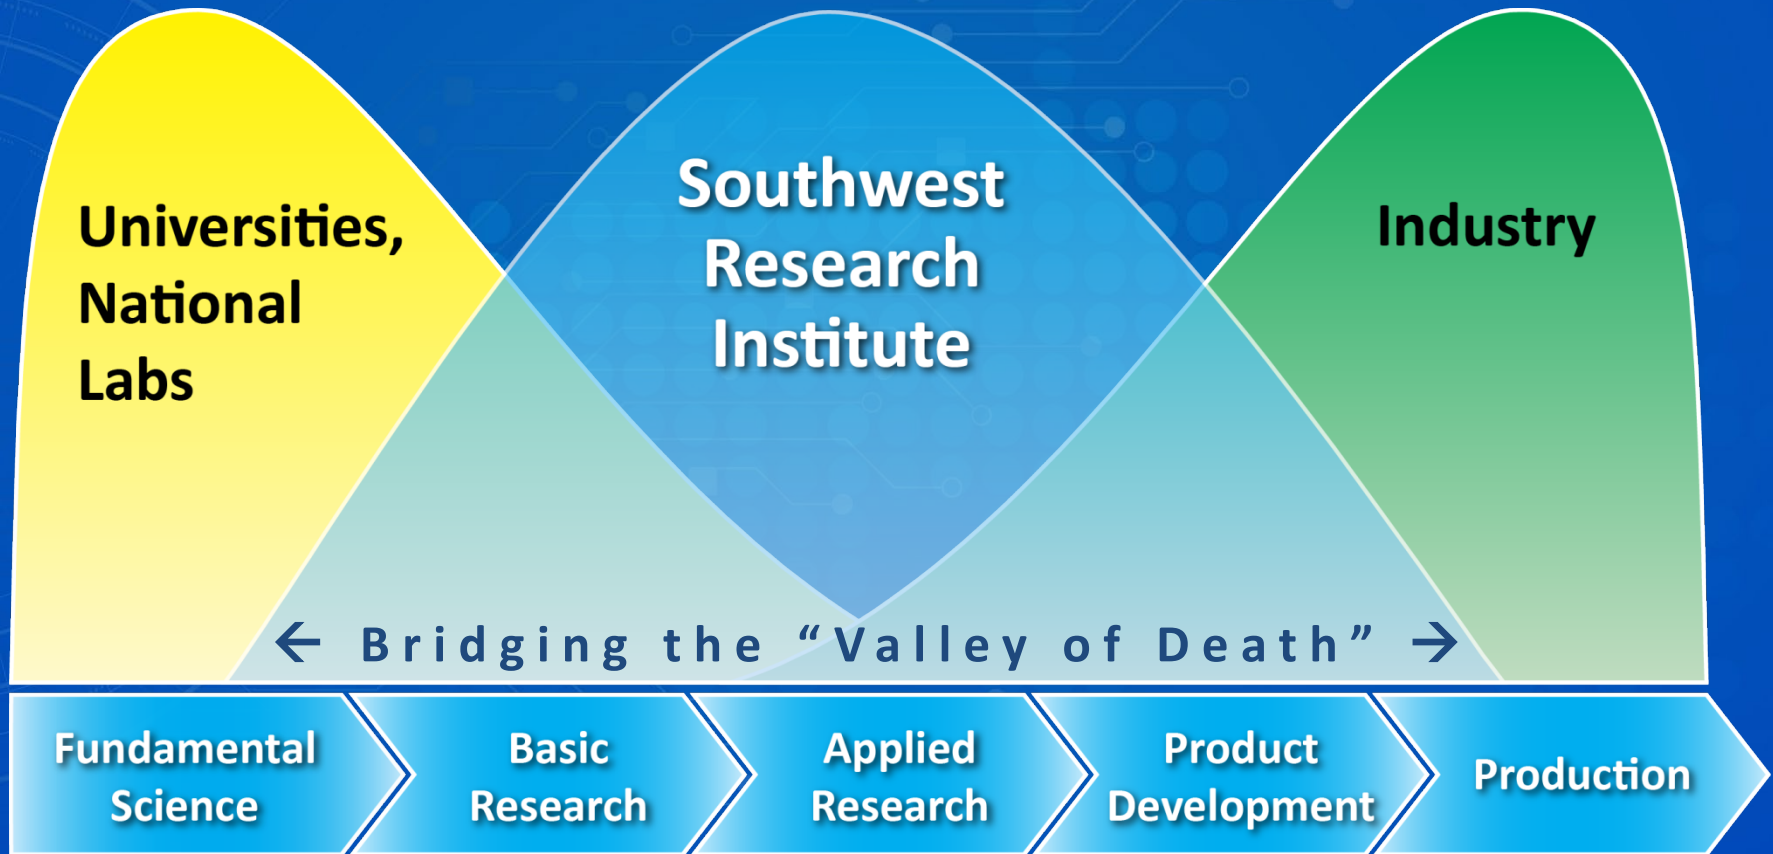 Universities,
National
Labs
Southwest
Research
Institute
Industry
← Bridging the “Valley of Death” →
Fundamental
Science
Basic
Research
Applied
Research
Product
Development
Production